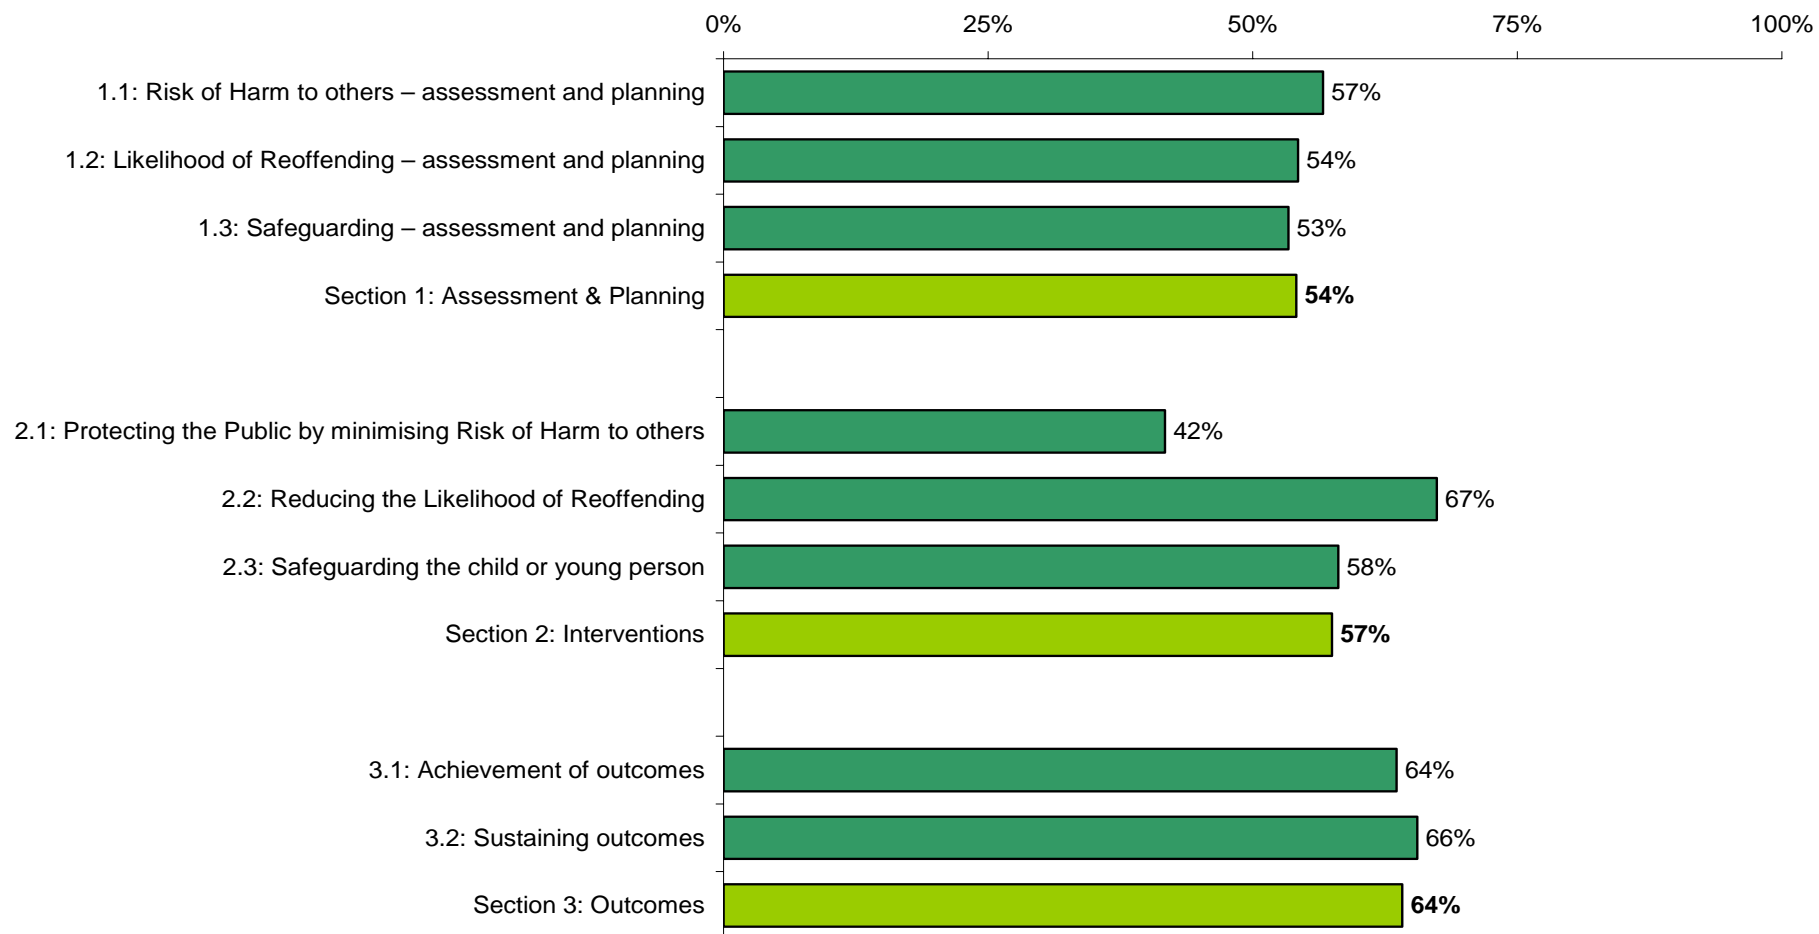 0% 25% 50% 75% 100%
1.1: Risk of Harm to others – assessment and planning 57%
1.2: Likelihood of Reoffending – assessment and planning 54%
1.3: Safeguarding – assessment and planning 53%
Section 1: Assessment & Planning 54%
2.1: Protecting the Public by minimising Risk of Harm to others 42%
2.2: Reducing the Likelihood of Reoffending 67%
2.3: Safeguarding the child or young person 58%
Section 2: Interventions 57%
3.1: Achievement of outcomes 64%
3.2: Sustaining outcomes 66%
Section 3: Outcomes 64%